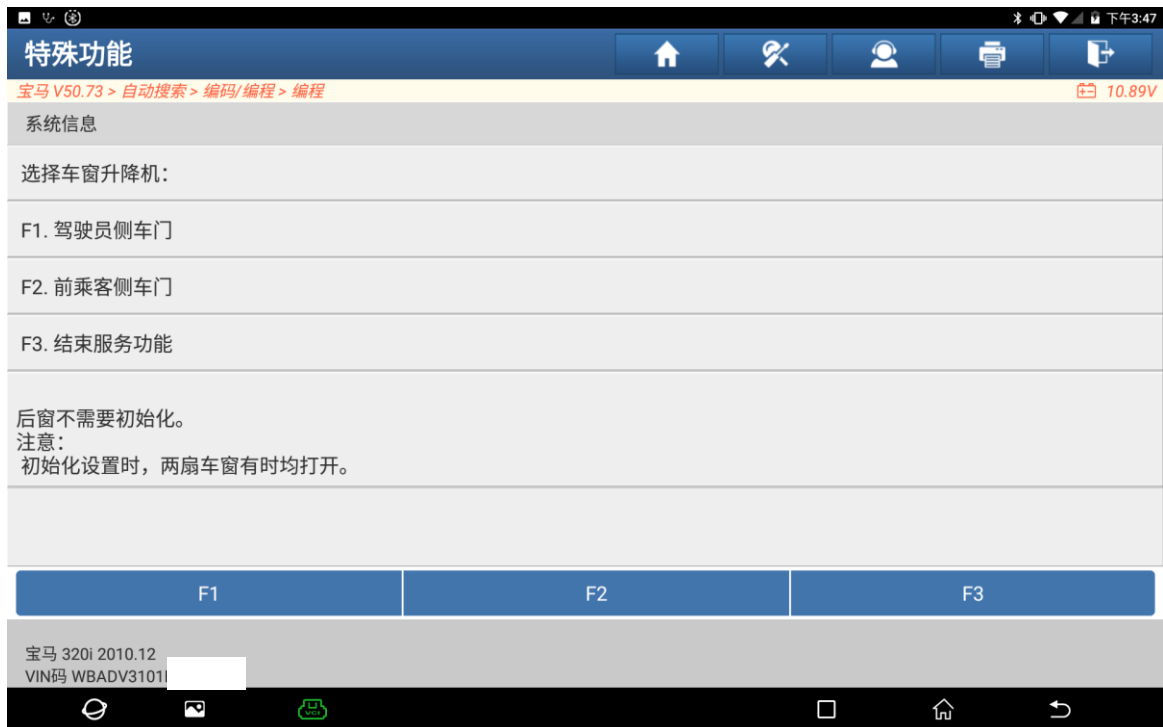 下午3:47
特殊功能
宝马 V50.73 > 自动搜索 > 编码/编程 > 编程
10.89V
系统信息
选择车窗升降机：
F1. 驾驶员侧车门
F2. 前乘客侧车门
F3. 结束服务功能
后窗不需要初始化。
注意：
初始化设置时，两扇车窗有时均打开。
F1
F2
F3
宝马 320i 2010.12
VIN码 WBADV3101
VCI